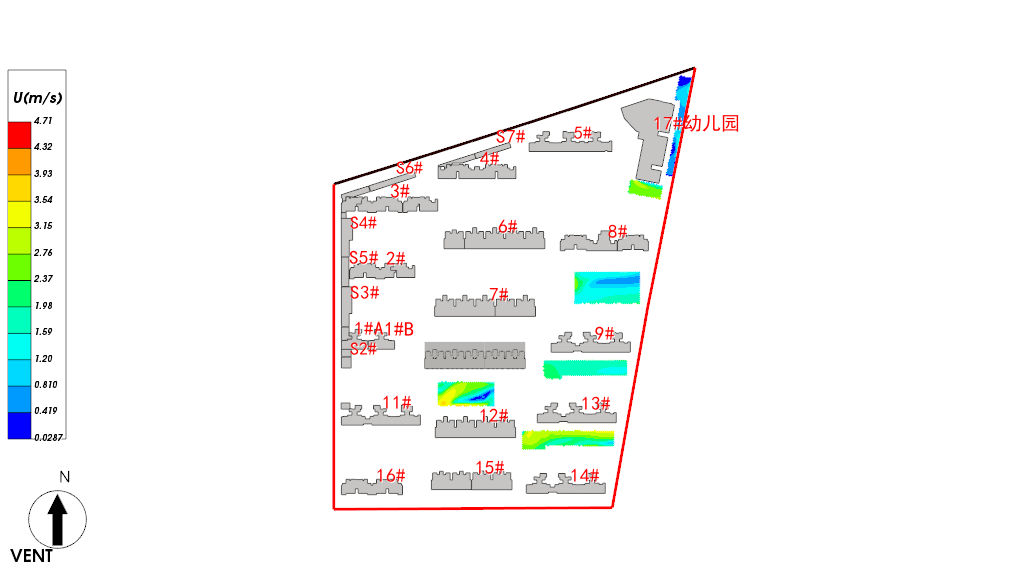 U(m/s)
4.71
4.32
3.93
3.54
3.15
2.76
2.37
1.98
1.59
1.20
0.810
0.419
0.0287
N
VENT
17#幼儿园
S7#
5#
4#
S6#
3#
S4#
6#
8#
S5#
2#
S3#
7#
1#A1#B
S2#
9#
11#
12#
13#
15#
16#
14#